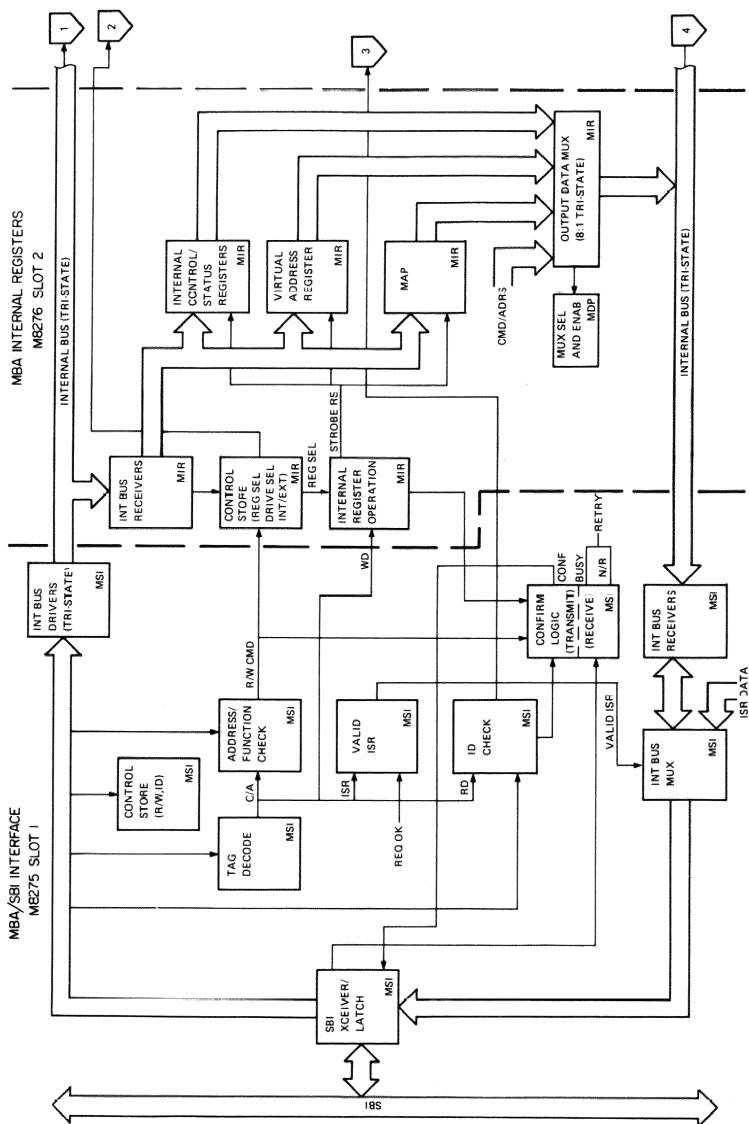 MBA/SBI INTERFACE
M8275 SLOT 1
MBA INTERNAL REGISTERS
M8276 SLOT 2
SBI
SBI
XCEIVER/
LATCH
MSI
CONTROL
STORE
(R/W,ID)
MSI
TAG
DECODE
MSI
C/A
ADDRESS/
FUNCTION
CHECK
MSI
R/W CMD
ISR
REQ OK
VALID
ISR
MSI
RD
ID
CHECK
MSI
WD
VALID ISR
CONFIRM
LOGIC
(TRANSMIT)
(RECEIVE)
MSI
CONF
BUSY
N/R
RETRY
INT BUS
MUX
MSI
ISR DATA
INT BUS
RECEIVERS
MSI
INT BUS
DRIVERS
(TRI-STATE)
MSI
INTERNAL BUS (TRI-STATE)
INT BUS
RECEIVERS
MIR
CONTROL
STORE
(REG SEL
DRIVE SEL
INT/EXT)
MIR
REG SEL
INTERNAL
REGISTER
OPERATION
MIR
STROBE RS
INTERNAL
CONTROL/
STATUS
REGISTERS
MIR
VIRTUAL
ADDRESS
REGISTER
MIR
MAP
MIR
CMD/ADRS
MUX SEL
AND ENAB
MDP
OUTPUT DATA MUX
(8:1 TRI-STATE)
MIR
INTERNAL BUS (TRI-STATE)
1
2
3
4